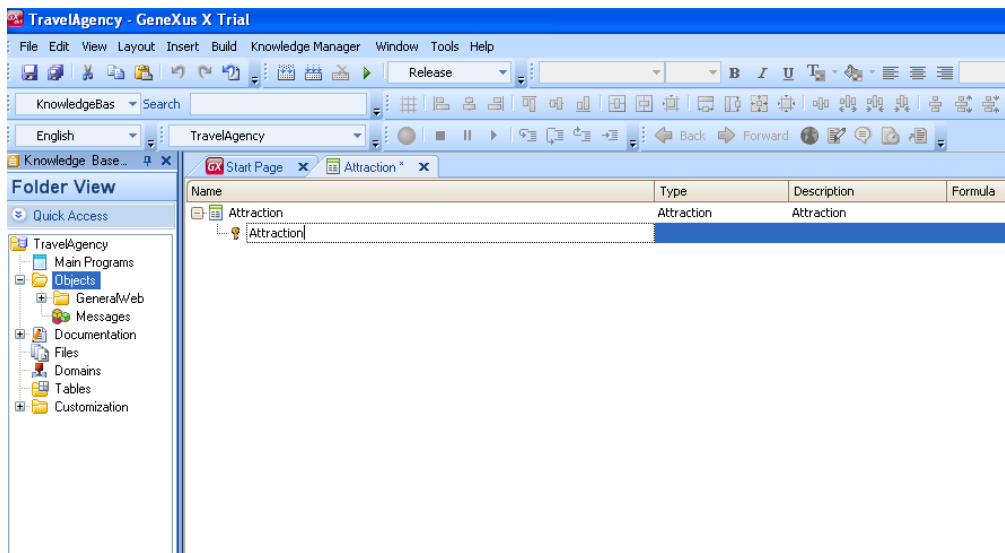 TravelAgency - GeneXus X Trial
File Edit View Layout Insert Build Knowledge Manager Window Tools Help
Release B I U
KnowledgeBas Search
English TravelAgency Back Forward
Knowledge Base... GX Start Page x Attraction * x
Folder View Name Type Description Formula
Quick Access Attraction Attraction Attraction
Attraction
TravelAgency
Main Programs
Objects
GeneralWeb
Messages
Documentation
Files
Domains
Tables
Customization